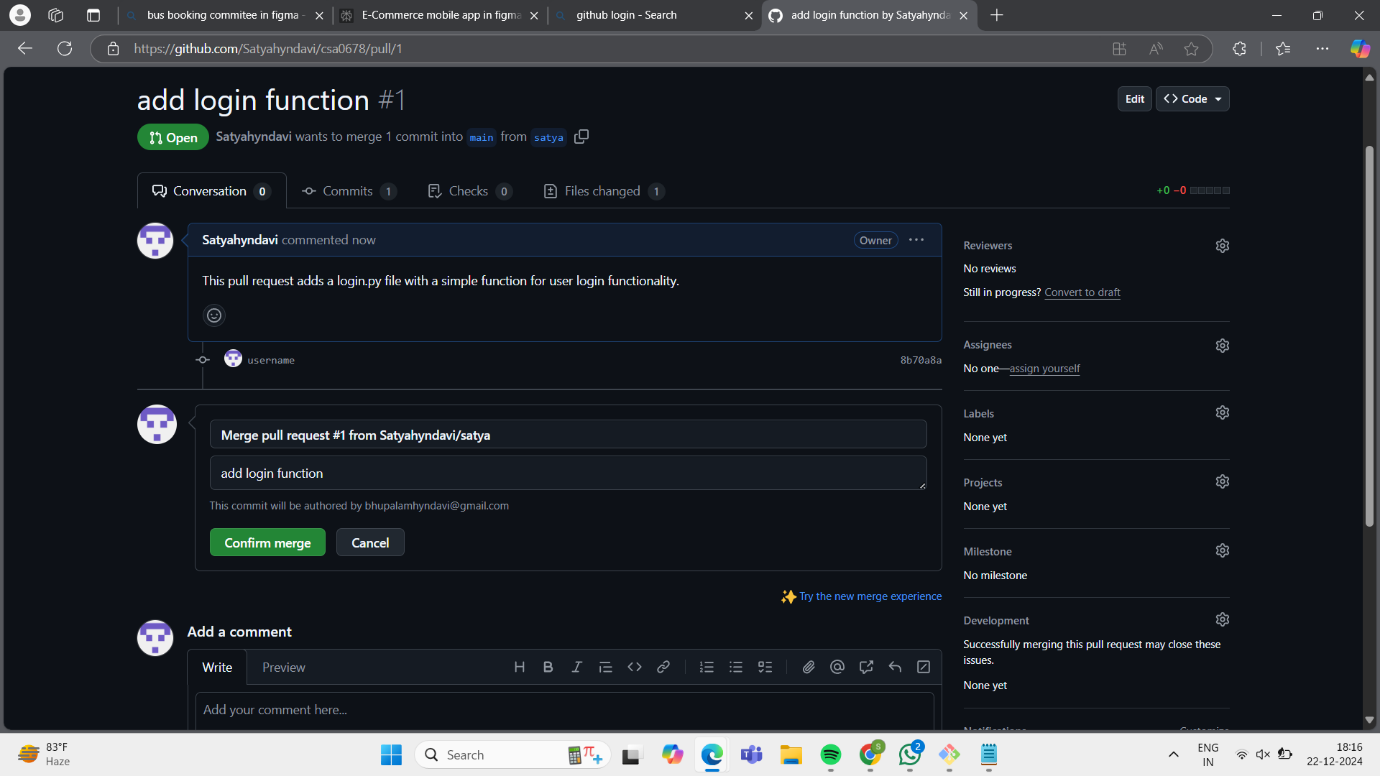 bus booking commitee in figma -
E-Commerce mobile app in figma
github login - Search
add login function by Satyahynda
https://github.com/Satyahyndavi/csa0678/pull/1
add login function #1
Edit
<> Code
Open
Satyahyndavi wants to merge 1 commit into main from satya
Conversation 0
Commits 1
Checks 0
Files changed 1
+0 −0
Satyahyndavi commented now
Owner
This pull request adds a login.py file with a simple function for user login functionality.
username
8b70a8a
Merge pull request #1 from Satyahyndavi/satya
add login function
This commit will be authored by bhupalamhyndavi@gmail.com
Confirm merge
Cancel
Try the new merge experience
Add a comment
Write
Preview
Add your comment here...
Reviewers
No reviews
Still in progress? Convert to draft
Assignees
No one—assign yourself
Labels
None yet
Projects
None yet
Milestone
No milestone
Development
Successfully merging this pull request may close these
issues.
None yet
Notifications
Customize
83°F
Haze
Search
S
2
ENG
IN
18:16
22-12-2024